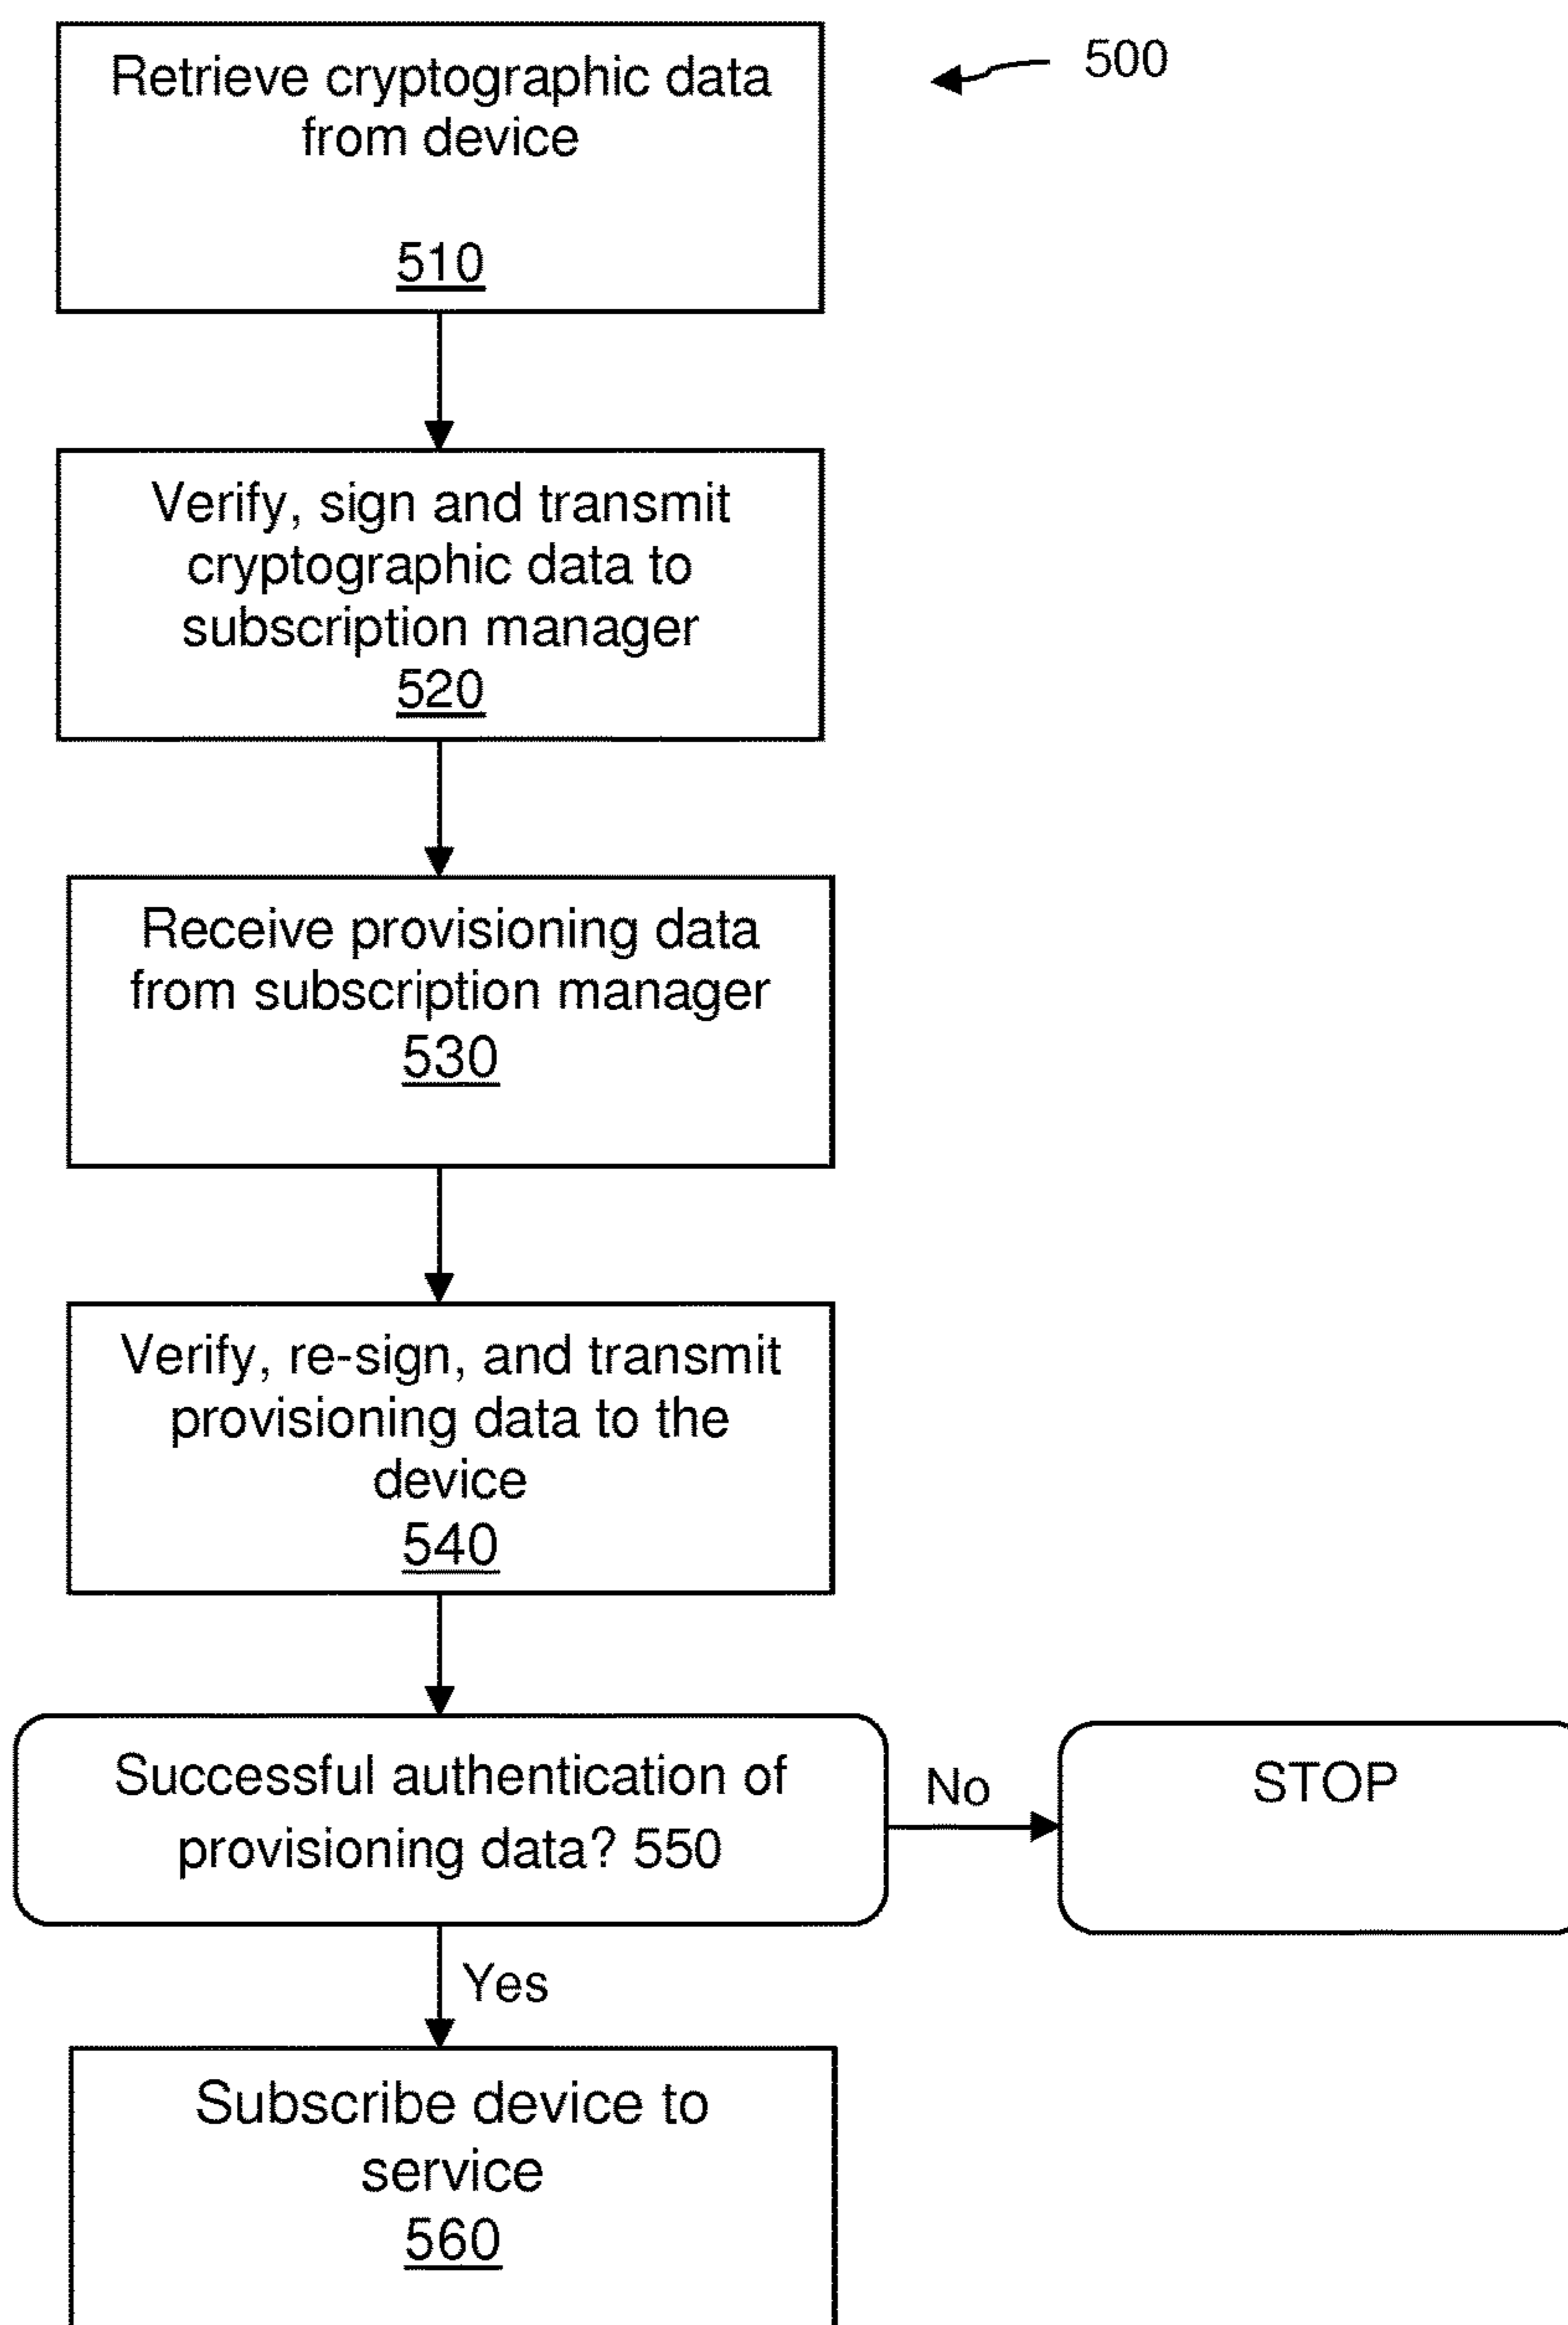 Retrieve cryptographic data
from device
510
500
Verify, sign and transmit
cryptographic data to
subscription manager
520
Receive provisioning data
from subscription manager
530
Verify, re-sign, and transmit
provisioning data to the
device
540
Successful authentication of
provisioning data? 550
No
STOP
Yes
Subscribe device to
service
560